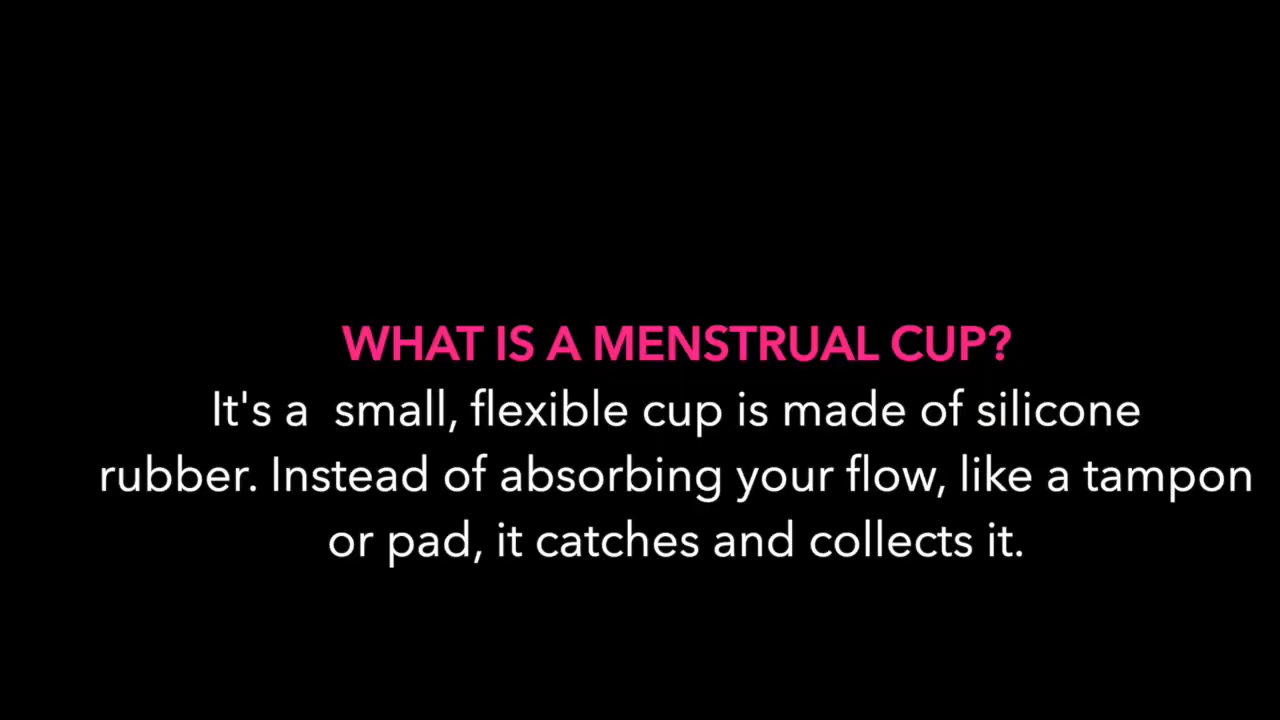 WHAT IS A MENSTRUAL CUP?
It's a  small, flexible cup is made of silicone
rubber. Instead of absorbing your flow, like a tampon
or pad, it catches and collects it.